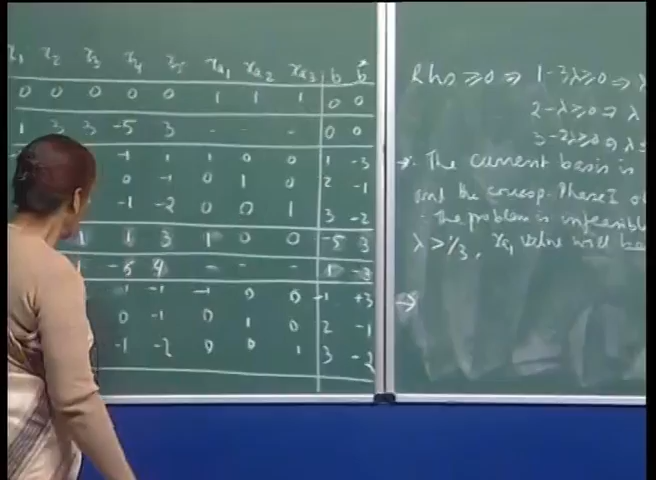 x₁ x₂ x₃ x₄ x₅ xₐ₁ xₐ₂ xₐ₃ b b*
0 0 0 0 0 1 1 1 0 0
1 3 3 -5 3 - - - 0 0
-1 1 1 0 0 1 -3
0 -1 0 1 0 2 -1
-1 -2 0 0 1 3 -2
1 1 3 1 0 0 -5 3
-5 9 - - - 1 -3
1 -1 -1 0 0 -1 +3
0 -1 0 1 0 2 -1
-1 -2 0 0 1 3 -2
Rhs ≥0 ⇒ 1-3λ≥0 ⇒ λ
2-λ≥0 ⇒ λ
3-2λ≥0 ⇒ λ≤
→ The current basis is
and the corresp. Phase I
The problem is infeasible
λ > 1/3, xₐ₁ value will
→